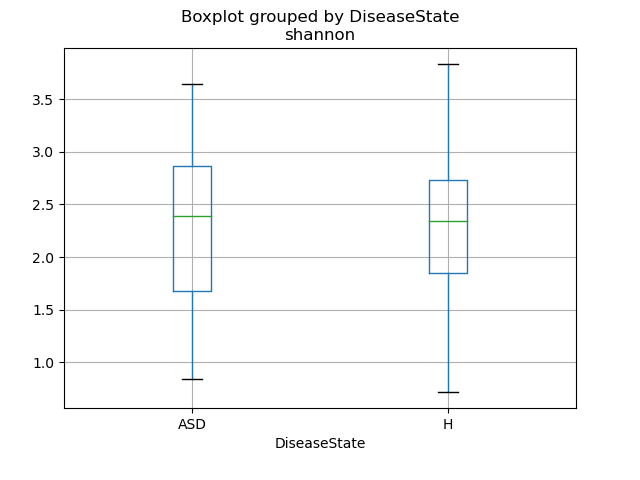 Boxplot grouped by DiseaseState
shannon
3.5
3.0
2.5
2.0
1.5
1.0
ASD
H
DiseaseState